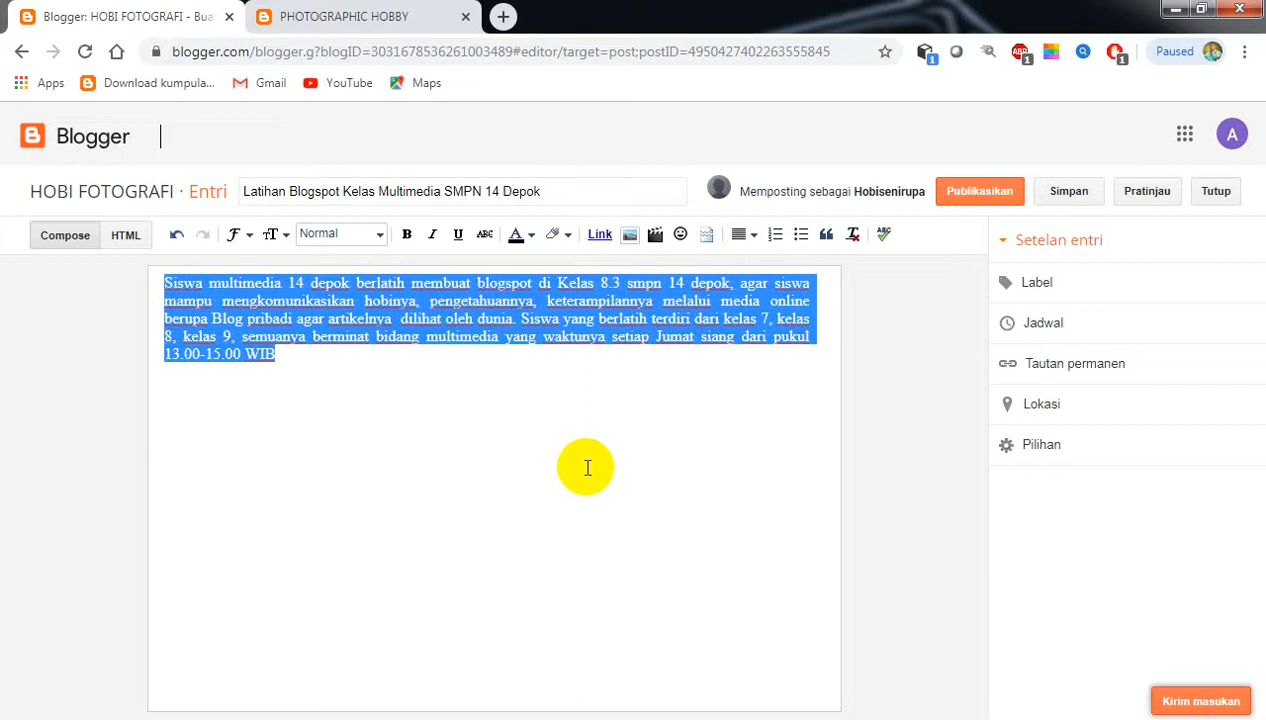 Blogger: HOBI FOTOGRAFI - Bua
PHOTOGRAPHIC HOBBY
blogger.com/blogger.g?blogID=3031678536261003489#editor/target=post;postID=4950427402263555845
1
ABP
1
1
Paused
Apps
Download kumpula...
Gmail
YouTube
Maps
Blogger
A
HOBI FOTOGRAFI · Entri
Latihan Blogspot Kelas Multimedia SMPN 14 Depok
Memposting sebagai Hobisenirupa
Publikasikan
Simpan
Pratinjau
Tutup
Compose
HTML
Normal
B
I
U
ABC
A
Link
ABC
Setelan entri
Label
Jadwal
Tautan permanen
Lokasi
Pilihan
Siswa multimedia 14 depok berlatih membuat blogspot di Kelas 8.3 smpn 14 depok, agar siswa
mampu mengkomunikasikan hobinya, pengetahuannya, keterampilannya melalui media online
berupa Blog pribadi agar artikelnya dilihat oleh dunia. Siswa yang berlatih terdiri dari kelas 7, kelas
8, kelas 9, semuanya berminat bidang multimedia yang waktunya setiap Jumat siang dari pukul
13.00-15.00 WIB
Kirim masukan